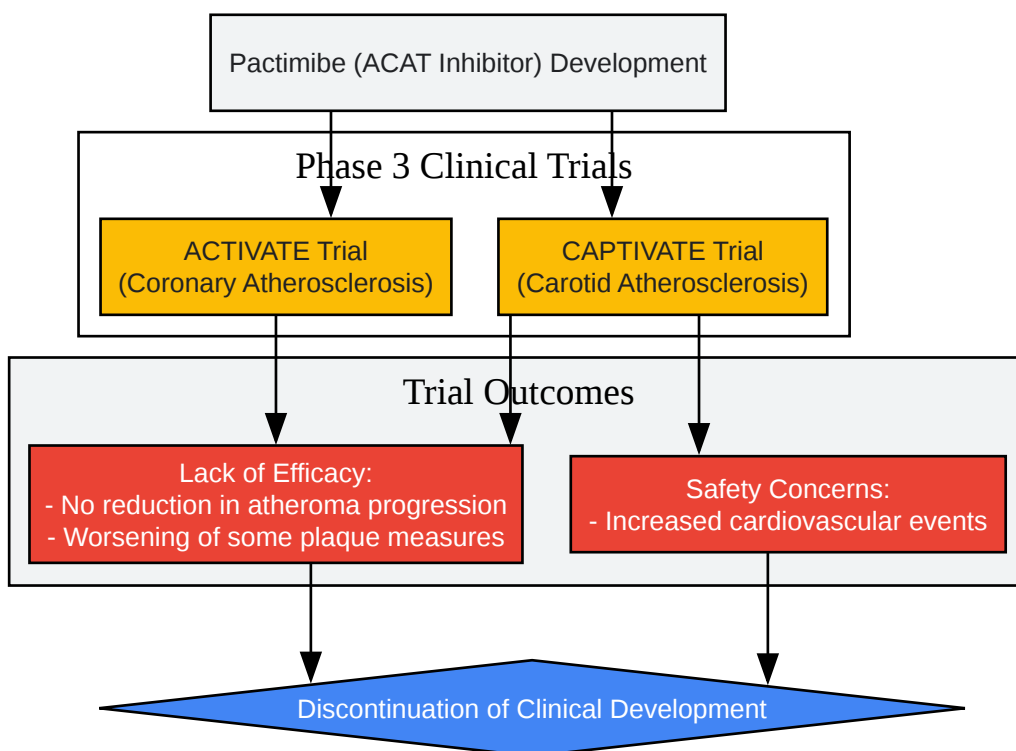 Pactimibe (ACAT Inhibitor) Development
Phase 3 Clinical Trials
ACTIVATE Trial
(Coronary Atherosclerosis)
CAPTIVATE Trial
(Carotid Atherosclerosis)
Trial Outcomes
Lack of Efficacy:
- No reduction in atheroma progression
- Worsening of some plaque measures
Safety Concerns:
- Increased cardiovascular events
Discontinuation of Clinical Development